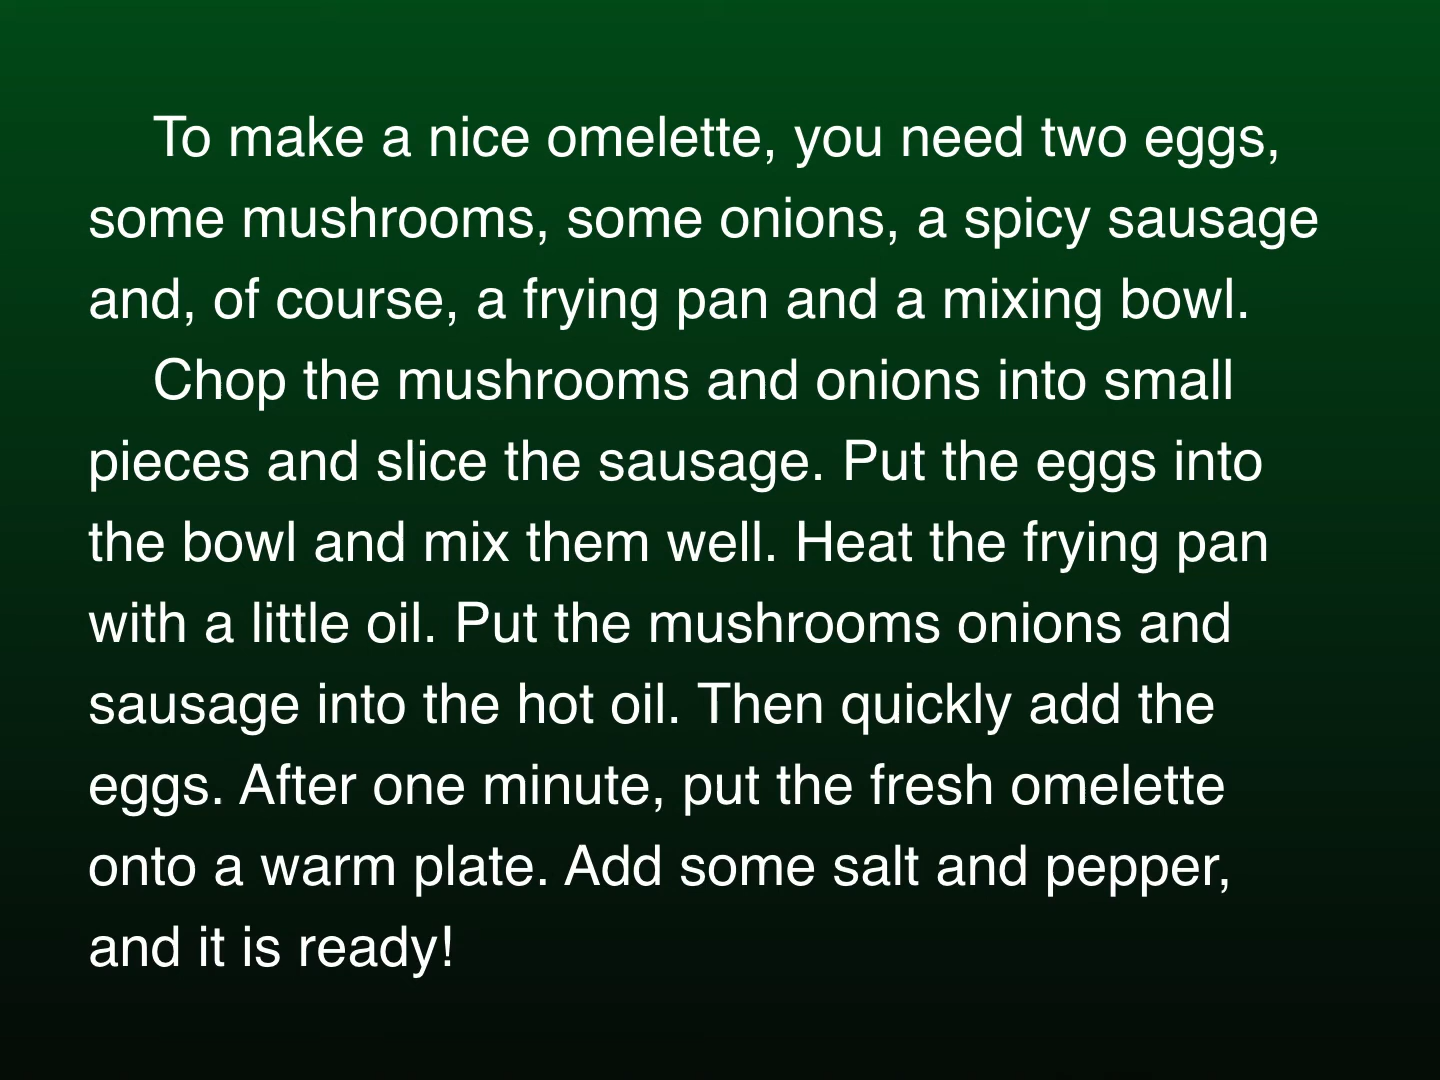 To make a nice omelette, you need two eggs,
some mushrooms, some onions, a spicy sausage
and, of course, a frying pan and a mixing bowl.
Chop the mushrooms and onions into small
pieces and slice the sausage. Put the eggs into
the bowl and mix them well. Heat the frying pan
with a little oil. Put the mushrooms onions and
sausage into the hot oil. Then quickly add the
eggs. After one minute, put the fresh omelette
onto a warm plate. Add some salt and pepper,
and it is ready!